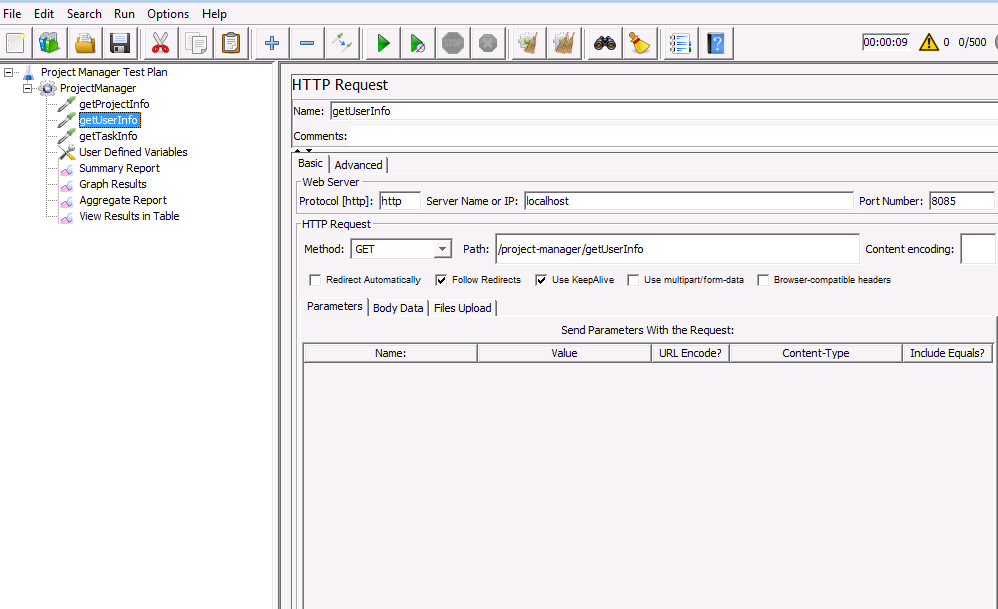 File Edit Search Run Options Help
STOP 00:00:09 0 0/500
Project Manager Test Plan
ProjectManager
getProjectInfo
getUserInfo
getTaskInfo
User Defined Variables
Summary Report
Graph Results
Aggregate Report
View Results in Table
HTTP Request
Name: getUserInfo
Comments:
Basic Advanced
Web Server
Protocol [http]: http Server Name or IP: localhost Port Number: 8085
HTTP Request
Method: GET Path: /project-manager/getUserInfo Content encoding:
Redirect Automatically Follow Redirects Use KeepAlive Use multipart/form-data Browser-compatible headers
Parameters Body Data Files Upload
Send Parameters With the Request:
Name: Value URL Encode? Content-Type Include Equals?